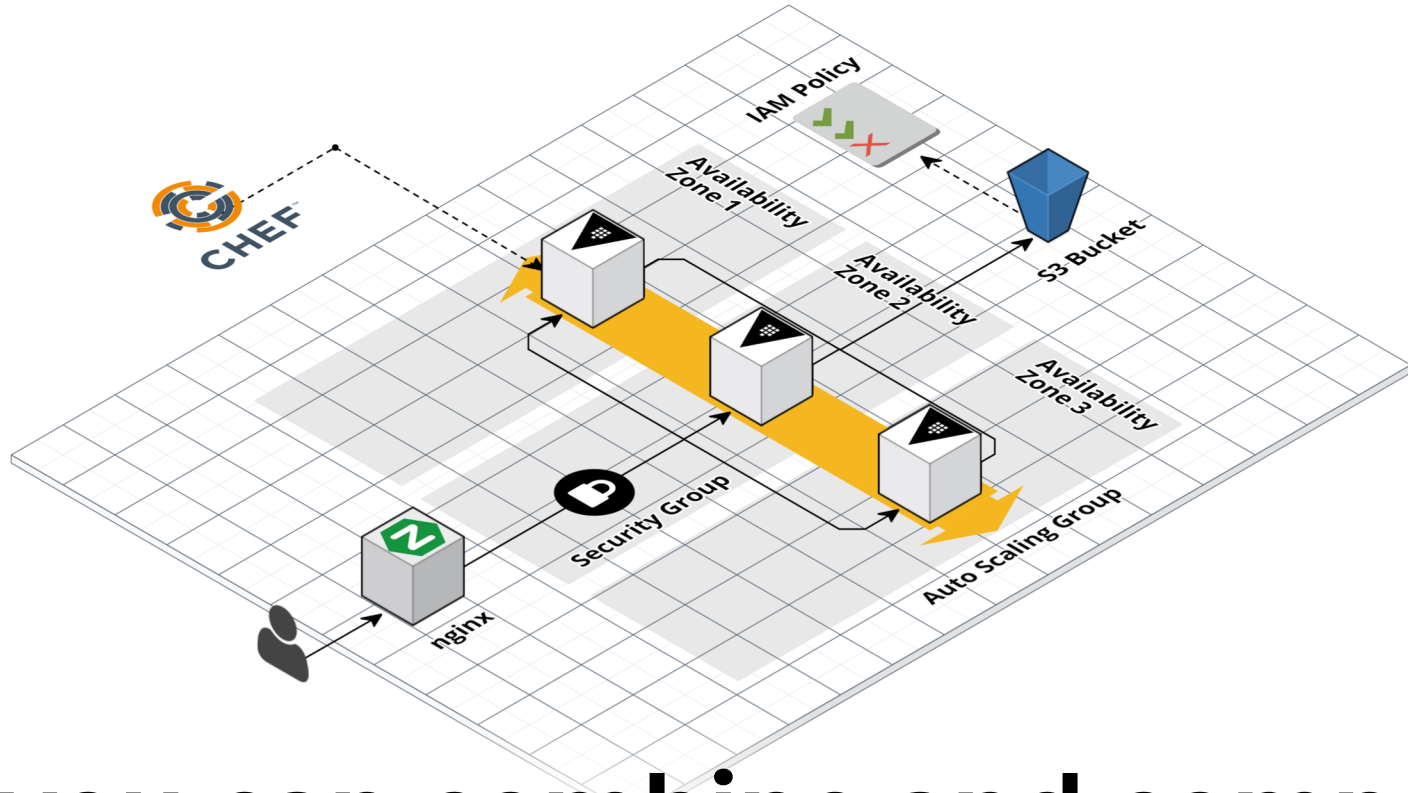 IAM Policy
Availability
Zone 1
CHEF™
Availability
Zone 2
S3 Bucket
Availability
Zone 3
Security Group
Auto Scaling Group
nginx